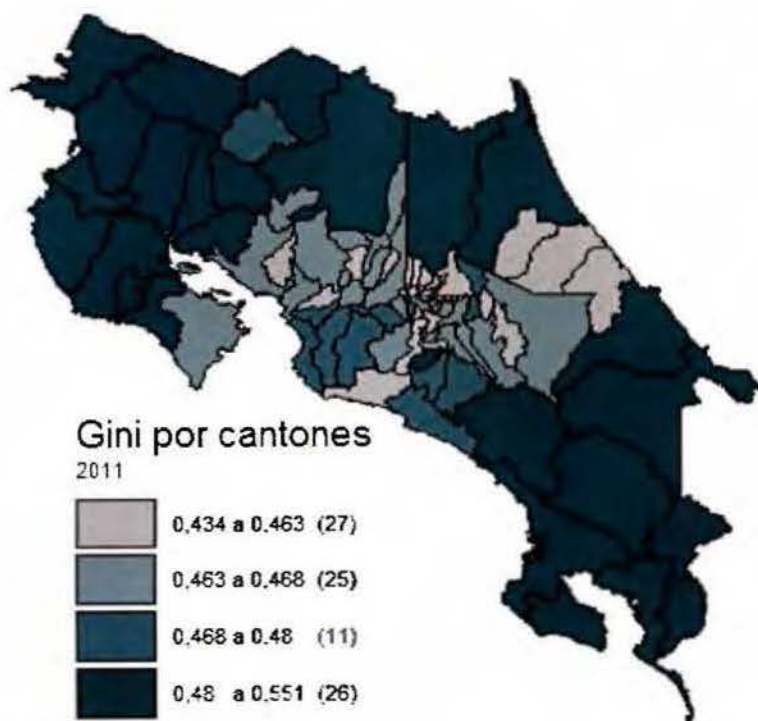 Gini por cantones
2011
0,434 a 0,463 (27)
0,463 a 0,468 (25)
0,468 a 0,48 (11)
0,48 a 0,551 (26)